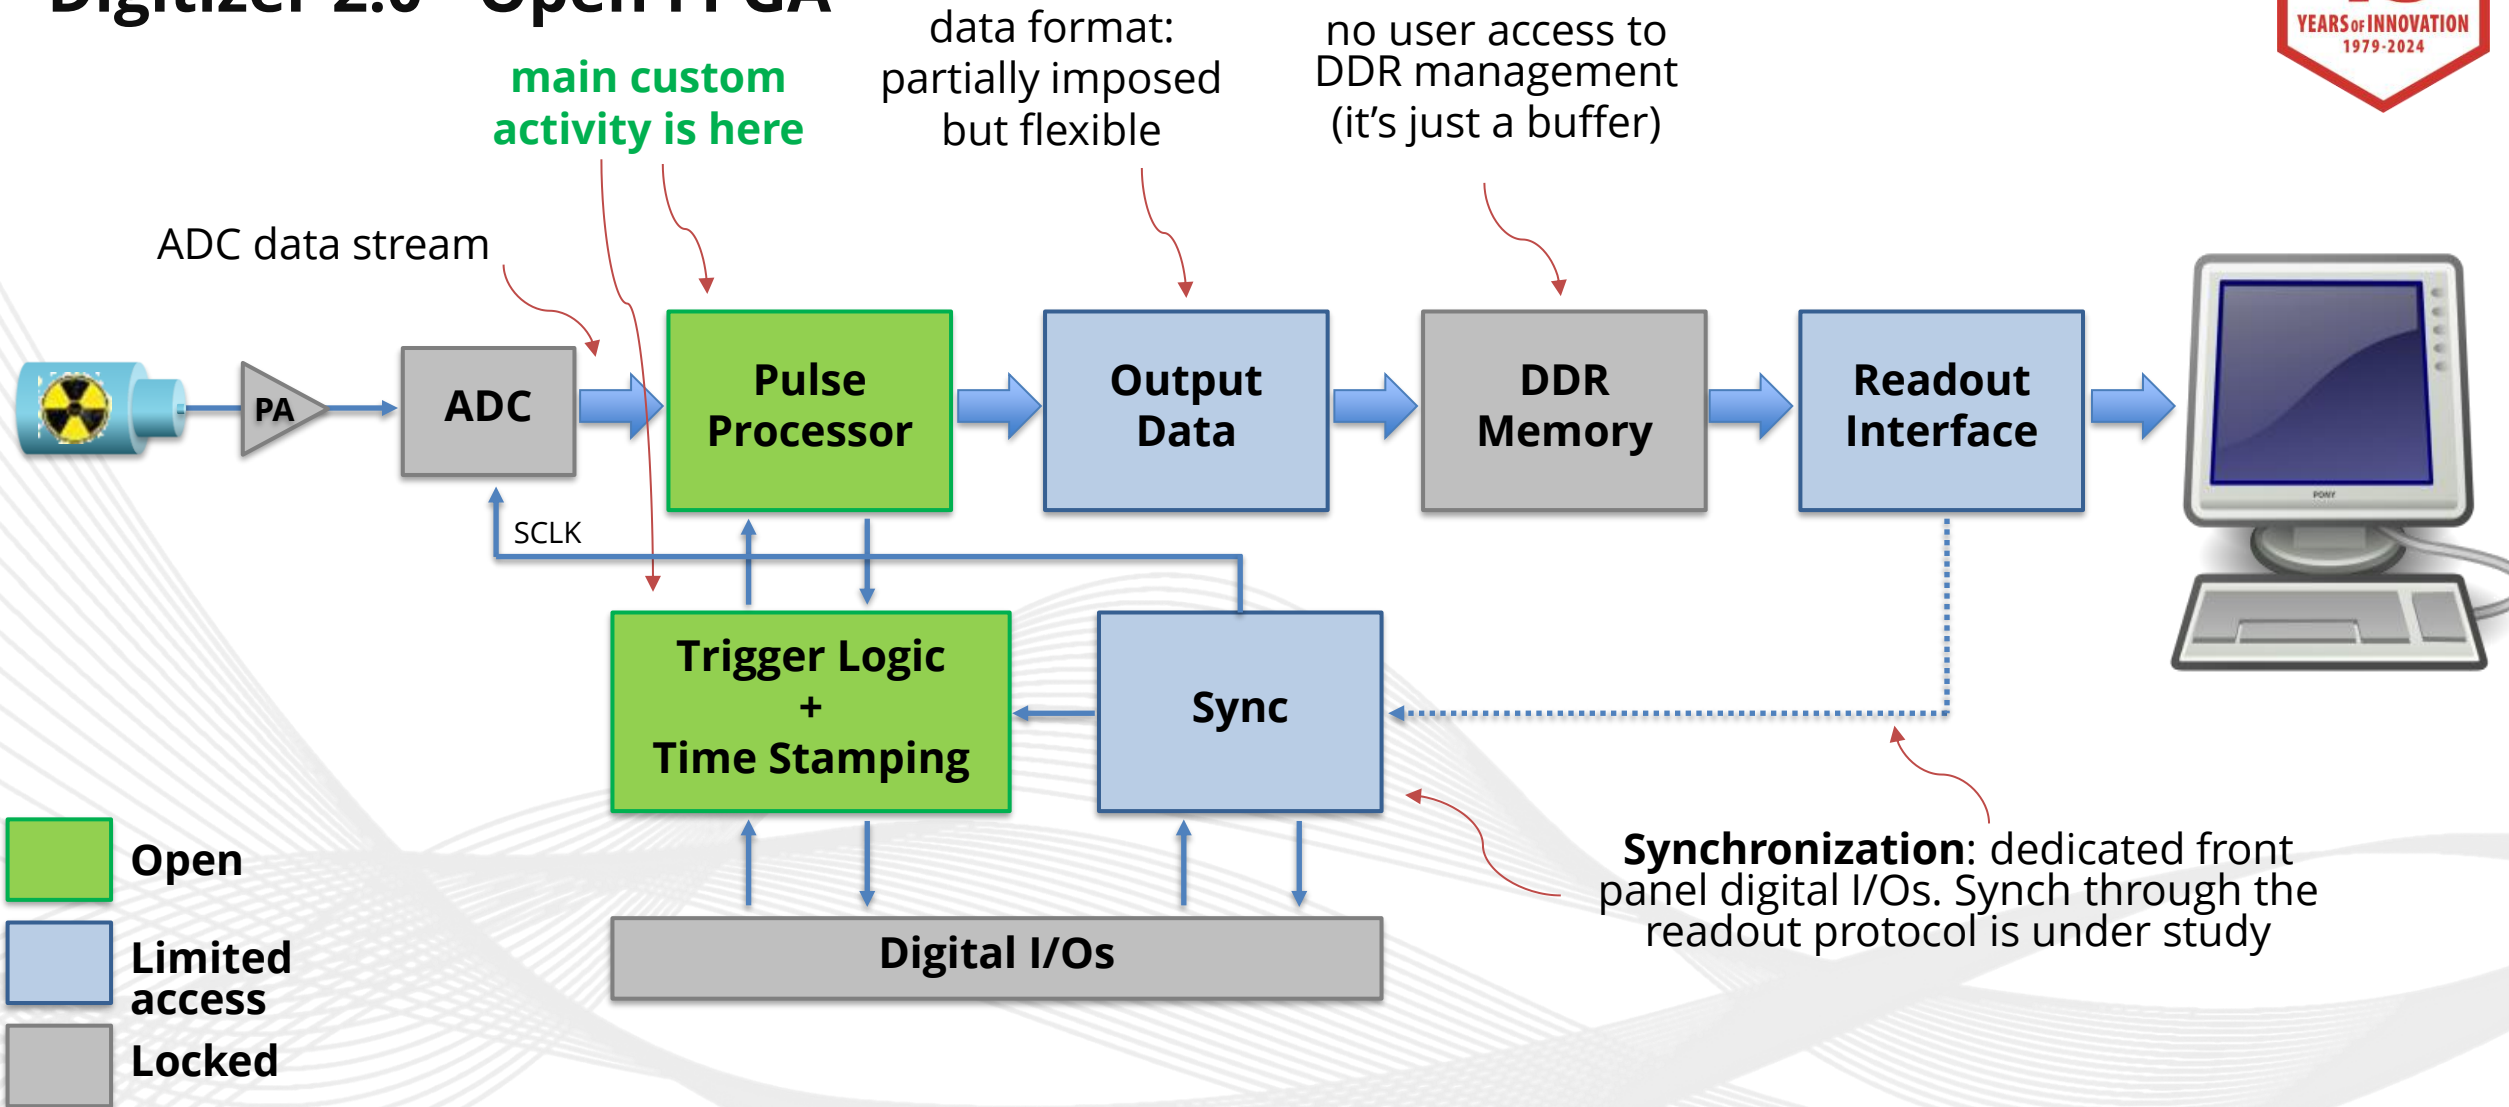 Digitizer 2.0 Open FPGA
YEARS OF INNOVATION
1979-2024
data format:
partially imposed
but flexible
no user access to
DDR management
(it’s just a buffer)
main custom
activity is here
ADC data stream
PA
ADC
Pulse
Processor
Output
Data
DDR
Memory
Readout
Interface
PONY
SCLK
Trigger Logic
+
Time Stamping
Sync
Digital I/Os
Synchronization: dedicated front
panel digital I/Os. Synch through the
readout protocol is under study
Open
Limited
access
Locked